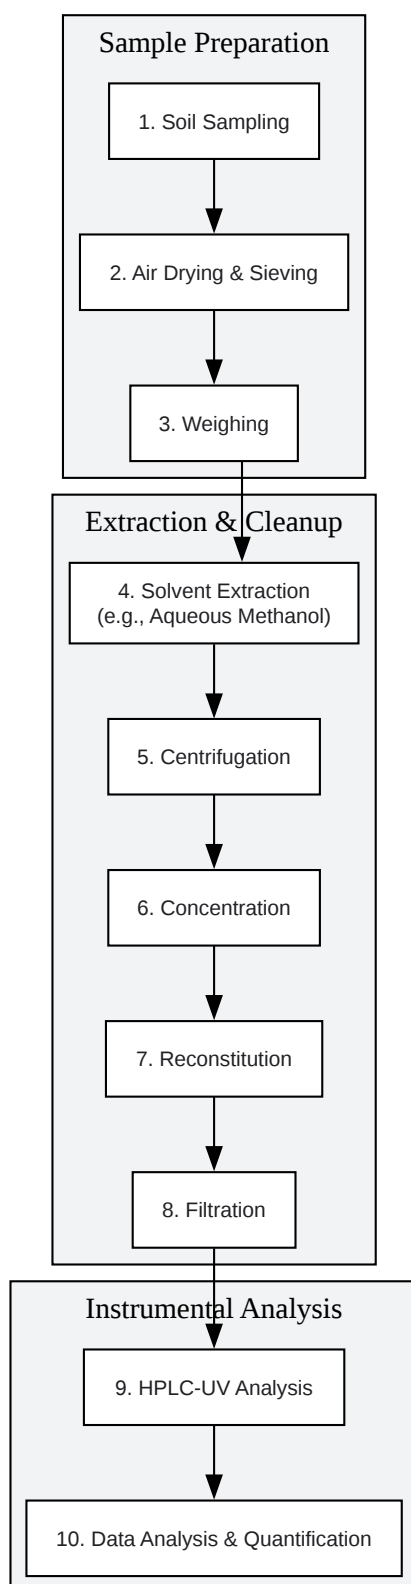 Sample Preparation
1. Soil Sampling
2. Air Drying & Sieving
3. Weighing
Extraction & Cleanup
4. Solvent Extraction
(e.g., Aqueous Methanol)
5. Centrifugation
6. Concentration
7. Reconstitution
8. Filtration
Instrumental Analysis
9. HPLC-UV Analysis
10. Data Analysis & Quantification